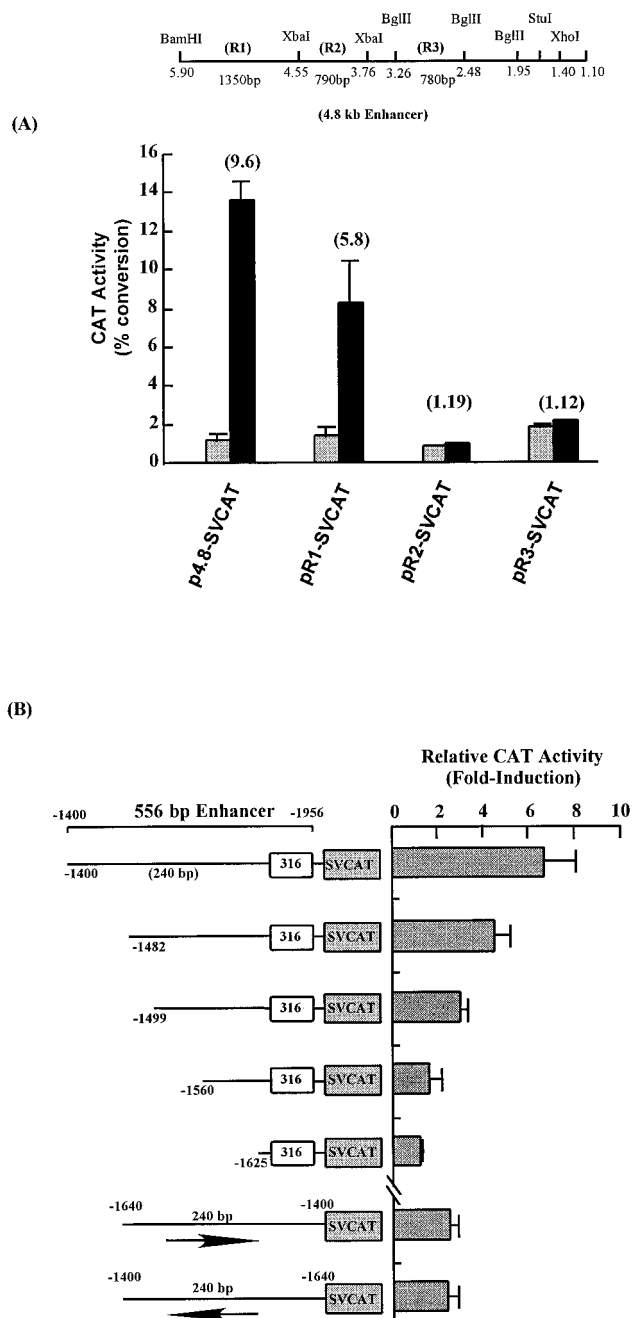 BglII StuI
BamHI (R1) XbaI (R2) XbaI (R3) BglII BglII XhoI
5.90 1350bp 4.55 790bp 3.76 3.26 780bp 2.48 1.95 1.40 1.10
(4.8 kb Enhancer)
(A)
CAT Activity
(% conversion)
16
14
12
10
8
6
4
2
0
(9.6)
(5.8)
(1.19)
(1.12)
p4.8-SVCAT
pR1-SVCAT
pR2-SVCAT
pR3-SVCAT
(B)
Relative CAT Activity
(Fold-Induction)
-1400 556 bp Enhancer -1956
0 2 4 6 8 10
-1400 (240 bp) 316 SVCAT
-1482 316 SVCAT
-1499 316 SVCAT
-1560 316 SVCAT
-1625 316 SVCAT
-1640 240 bp -1400 SVCAT
-1400 240 bp -1640 SVCAT